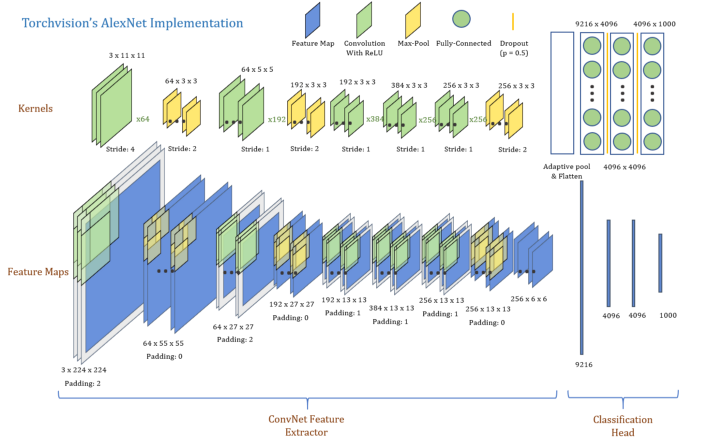 Torchvision's AlexNet Implementation
Feature Map
Convolution
With ReLU
Max-Pool
Fully-Connected
Dropout
(p = 0.5)
9216 x 4096
4096 x 1000
3 x 11 x 11
64 x 3 x 3
64 x 5 x 5
192 x 3 x 3
192 x 3 x 3
384 x 3 x 3
256 x 3 x 3
256 x 3 x 3
Kernels
x64
x192
x384
x256
x256
Stride: 4
Stride: 2
Stride: 1
Stride: 2
Stride: 1
Stride: 1
Stride: 1
Stride: 2
Adaptive pool
& Flatten
4096 x 4096
Feature Maps
3 x 224 x 224
Padding: 2
64 x 55 x 55
Padding: 0
64 x 27 x 27
Padding: 2
192 x 27 x 27
Padding: 0
192 x 13 x 13
Padding: 1
384 x 13 x 13
Padding: 1
256 x 13 x 13
Padding: 1
256 x 13 x 13
Padding: 0
256 x 6 x 6
9216
4096
4096
1000
ConvNet Feature
Extractor
Classification
Head